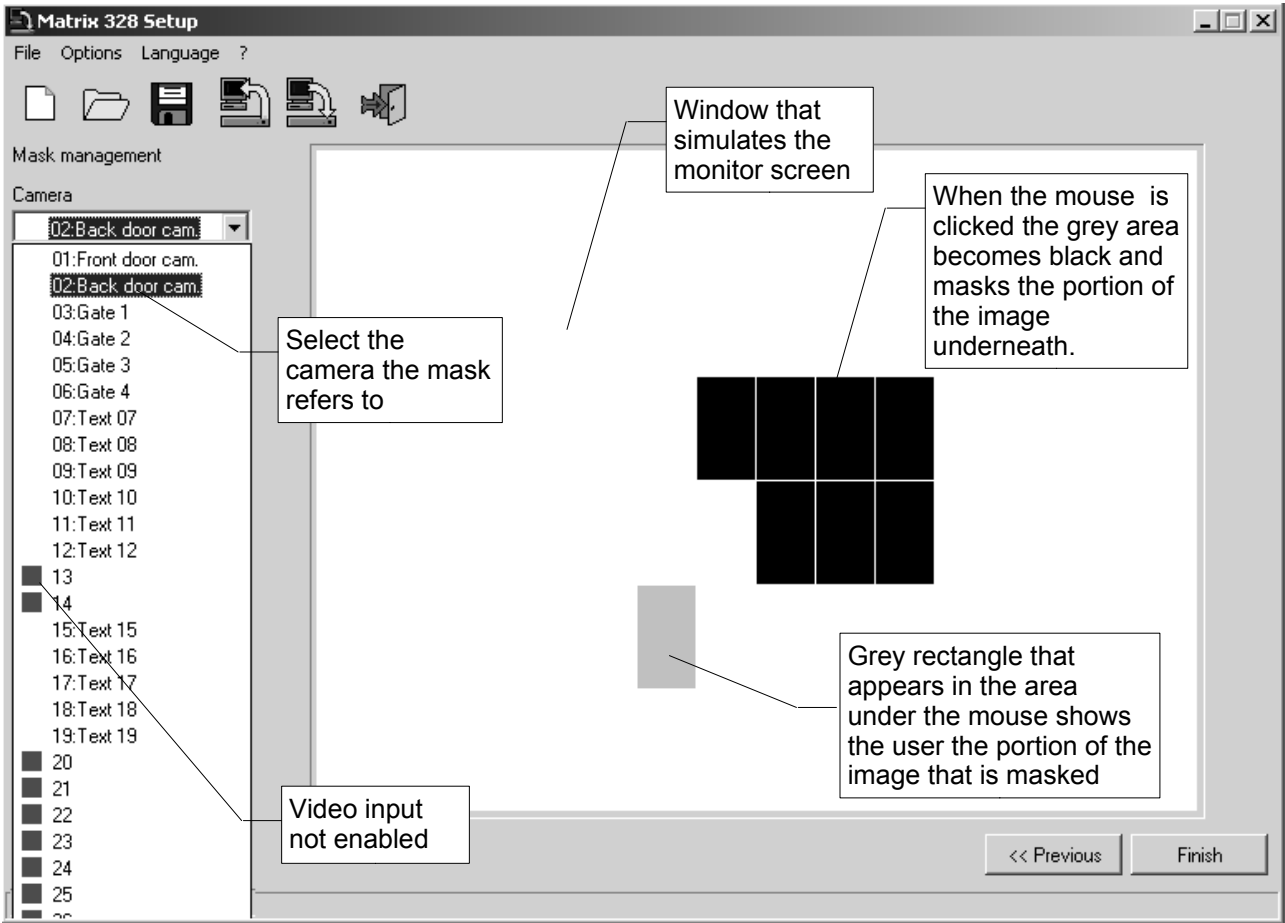 Matrix 328 Setup
File Options Language ?
Mask management
Camera
02:Back door cam.
01:Front door cam.
02:Back door cam.
03:Gate 1
04:Gate 2
05:Gate 3
06:Gate 4
07:Text 07
08:Text 08
09:Text 09
10:Text 10
11:Text 11
12:Text 12
13
14
15:Text 15
16:Text 16
17:Text 17
18:Text 18
19:Text 19
20
21
22
23
24
25
Window that
simulates the
monitor screen
When the mouse is
clicked the grey area
becomes black and
masks the portion of
the image
underneath.
Select the
camera the mask
refers to
Grey rectangle that
appears in the area
under the mouse shows
the user the portion of the
image that is masked
Video input
not enabled
<< Previous
Finish